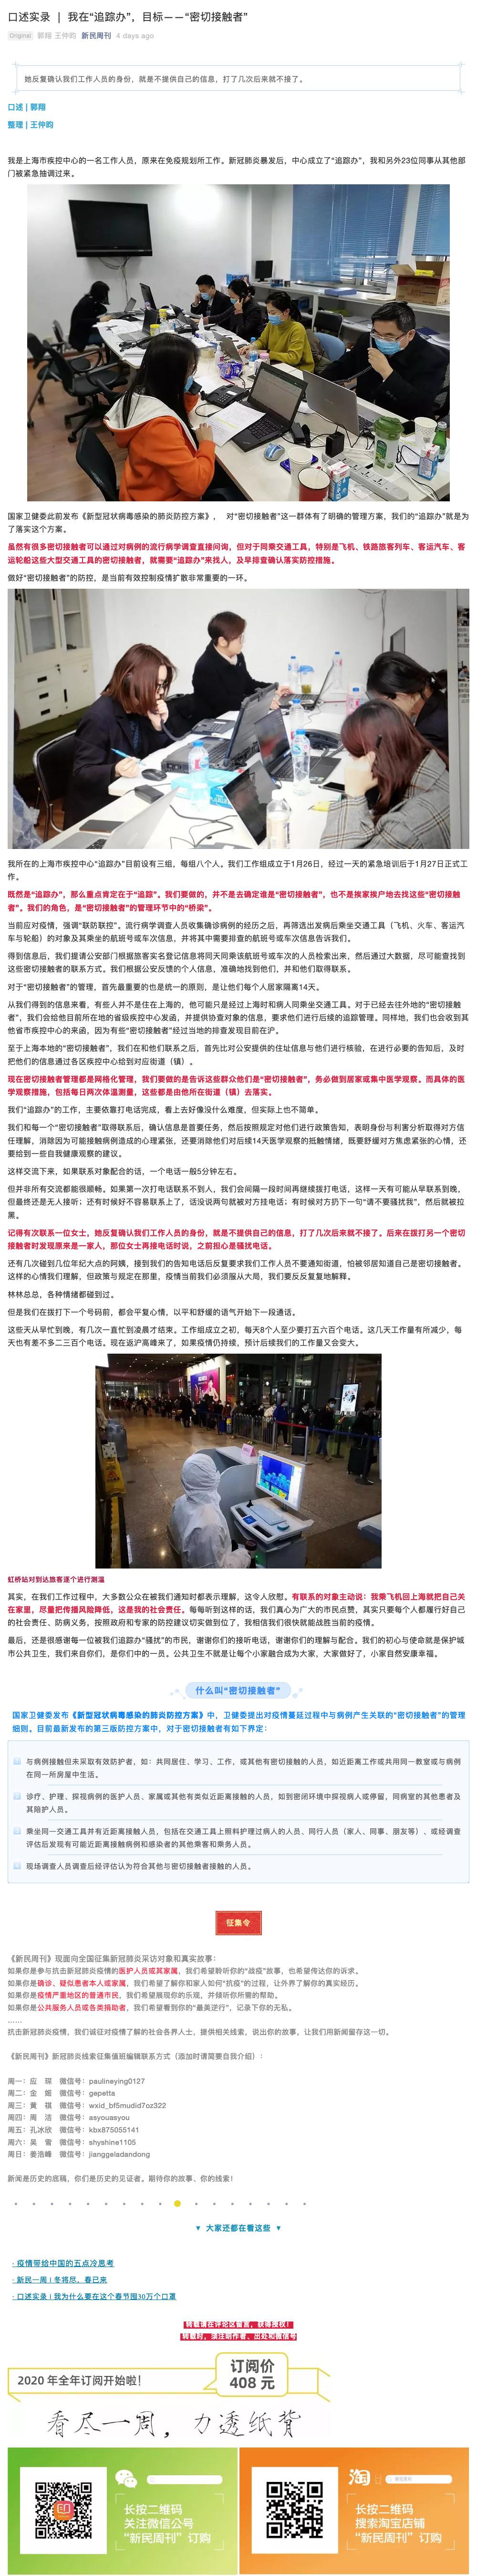 口述实录 ｜ 我在“追踪办”，目标——“密切接触者”
Original 郭翔 王仲昀 新民周刊 4 days ago
她反复确认我们工作人员的身份，就是不提供自己的信息，打了几次后来就不接了。
口述 | 郭翔
整理 | 王仲昀
我是上海市疾控中心的一名工作人员，原来在免疫规划所工作。新冠肺炎暴发后，中心成立了“追踪办”，我和另外23位同事从其他部
门被紧急抽调过来。
国家卫健委此前发布《新型冠状病毒感染的肺炎防控方案》， 对“密切接触者”这一群体有了明确的管理方案，我们的“追踪办”就是为
了落实这个方案。
虽然有很多密切接触者可以通过对病例的流行病学调查直接问询，但对于同乘交通工具，特别是飞机、铁路旅客列车、客运汽车、客
运轮船这些大型交通工具的密切接触者，就需要“追踪办”来找人，及早排查确认落实防控措施。
做好“密切接触者”的防控，是当前有效控制疫情扩散非常重要的一环。
我所在的上海市疾控中心“追踪办”目前设有三组，每组八个人。我们工作组成立于1月26日，经过一天的紧急培训后于1月27日正式工
作。
既然是“追踪办”，那么重点肯定在于“追踪”。我们要做的，并不是去确定谁是“密切接触者”，也不是挨家挨户地去找这些“密切接触
者”。我们的角色，是“密切接触者”的管理环节中的“桥梁”。
当前应对疫情，强调“联防联控”。流行病学调查人员收集确诊病例的经历之后，再筛选出发病后乘坐交通工具（飞机、火车、客运汽
车与轮船）的对象及其乘坐的航班号或车次信息，并将其中需要排查的航班号或车次信息告诉我们。
得到信息后，我们提请公安部门根据旅客实名登记信息将同天同乘该航班号或车次的人员检索出来，然后通过大数据，尽可能查找到
这些密切接触者的联系方式。我们根据公安反馈的个人信息，准确地找到他们，并和他们取得联系。
对于“密切接触者”的管理，首先最重要的也是统一的原则，是让他们每个人居家隔离14天。
从我们得到的信息来看，有些人并不是住在上海的，他可能只是经过上海时和病人同乘坐交通工具。对于已经去往外地的“密切接触
者”，我们会给他目前所在地的省级疾控中心发函，并提供协查对象的信息，要求他们进行后续的追踪管理。同样地，我们也会收到其
他省市疾控中心的来函，因为有些“密切接触者”经过当地的排查发现目前在沪。
至于上海本地的“密切接触者”，我们在和他们联系之后，首先比对公安提供的住址信息与他们进行核验，在进行必要的告知后，及时
把他们的信息通过各区疾控中心给到对应街道（镇）。
现在密切接触者管理都是网格化管理，我们要做的是告诉这些群众他们是“密切接触者”，务必做到居家或集中医学观察。而具体的医
学观察措施，包括每日两次体温测量，这些都是由他所在街道（镇）去落实。
我们“追踪办”的工作，主要依靠打电话完成，看上去好像没什么难度，但实际上也不简单。
我们和每一个“密切接触者”取得联系后，确认信息是首要任务，然后按照规定对他们进行政策告知，表明身份与利害分析取得对方信
任理解，消除因为可能接触病例造成的心理紧张，还要消除他们对后续14天医学观察的抵触情绪，既要舒缓对方焦虑紧张的心情，还
要给到一些自我健康观察的建议。
这样交流下来，如果联系对象配合的话，一个电话一般5分钟左右。
但并非所有交流都能很顺畅。如果第一次打电话联系不到人，我们会间隔一段时间再继续拨打电话，这样一天有可能从早联系到晚，
但最终还是无人接听；还有时候好不容易联系上了，话没说两句就被对方挂电话；有时候对方扔下一句“请不要骚扰我”，然后就被拉
黑。
记得有次联系一位女士，她反复确认我们工作人员的身份，就是不提供自己的信息，打了几次后来就不接了。后来在拨打另一个密切
接触者时发现原来是一家人，那位女士再接电话时说，之前担心是骚扰电话。
还有几次碰到几位年纪大点的阿姨，接到我们的告知电话后反复要求我们工作人员不要通知街道，怕被邻居知道自己是密切接触者。
这样的心情我们理解，但政策与规定在那里，疫情当前我们必须服从大局，我们要反反复复地解释。
林林总总，各种情绪都碰到过。
但是我们在拨打下一个号码前，都会平复心情，以平和舒缓的语气开始下一段通话。
这些天从早忙到晚，有几次一直忙到凌晨才结束。工作组成立之初，每天8个人至少要打五六百个电话。这几天工作量有所减少，每
天也有差不多二三百个电话。现在返沪高峰来了，如果疫情仍持续，预计后续我们的工作量又会变大。
虹桥站对到达旅客逐个进行测温
其实，在我们工作过程中，大多数公众在被我们通知时都表示理解，这令人欣慰。有联系的对象主动说：我乘飞机回上海就把自己关
在家里，尽量把传播风险降低，这是我的社会责任。每每听到这样的话，我们真心为广大的市民点赞，其实只要每个人都履行好自己
的社会责任、防病义务，按照政府和专家的防控建议切实做到位了，我相信我们很快就能战胜当前的疫情。
最后，还是很感谢每一位被我们追踪办“骚扰”的市民，谢谢你们的接听电话，谢谢你们的理解与配合。我们的初心与使命就是保护城
市公共卫生，我们来自你们，是你们中的一员。公共卫生不就是让每个小家融合成大家，大家做好了，小家自然安康幸福。
什么叫“密切接触者”
国家卫健委发布《新型冠状病毒感染的肺炎防控方案》中，卫健委提出对疫情蔓延过程中与病例产生关联的“密切接触者”的管理
细则。目前最新发布的第三版防控方案中，对于密切接触者有如下界定：
与病例接触但未采取有效防护者，如：共同居住、学习、工作，或其他有密切接触的人员，如近距离工作或共用同一教室或与病例
在同一所房屋中生活。
诊疗、护理、探视病例的医护人员、家属或其他有类似近距离接触的人员，如到密闭环境中探视病人或停留，同病室的其他患者及
其陪护人员。
乘坐同一交通工具并有近距离接触人员，包括在交通工具上照料护理过病人的人员、同行人员（家人、同事、朋友等）、或经调查
评估后发现有可能近距离接触病例和感染者的其他乘客和乘务人员。
现场调查人员调查后经评估认为符合其他与密切接触者接触的人员。
征集令
《新民周刊》现面向全国征集新冠肺炎采访对象和真实故事：
如果你是参与抗击新冠肺炎疫情的医护人员或其家属，我们希望聆听你的“战疫”故事，也希望传达你的诉求。
如果你是确诊、疑似患者本人或家属，我们希望了解你和家人如何“抗疫”的过程，让外界了解你的真实经历。
如果你是疫情严重地区的普通市民，我们希望展现你的乐观，并倾听你所需的帮助。
如果你是公共服务人员或各类捐助者，我们希望看到你的“最美逆行”，记录下你的无私。
……
抗击新冠肺炎疫情，我们诚征对疫情了解的社会各界人士，提供相关线索，说出你的故事，让我们用新闻留存这一切。
《新民周刊》新冠肺炎线索征集值班编辑联系方式（添加时请简要自我介绍）：
周一：应 琛 微信号：paulineying0127
周二：金 姬 微信号：gepetta
周三：黄 祺 微信号：wxid_bf5mudid7oz322
周四：周 洁 微信号：asyouasyou
周五：孔冰欣 微信号：kbx875055141
周六：吴 雪 微信号：shyshine1105
周日：姜浩峰 微信号：jianggeladandong
新闻是历史的底稿，你们是历史的见证者。期待你的故事、你的线索！
▼ 大家还都在看这些 ▼
· 疫情带给中国的五点冷思考
· 新民一周 l 冬将尽，春已来
· 口述实录 l 我为什么要在这个春节囤30万个口罩
转载请在评论区留言，获得授权！
转载时，须注明作者、出处和微信号
2020 年全年订阅开始啦！
订阅价
408 元
看尽一周，力透纸背
长按二维码
关注微信公号
“新民周刊”订购
淘
长按二维码
搜索淘宝店铺
“新民周刊”订购